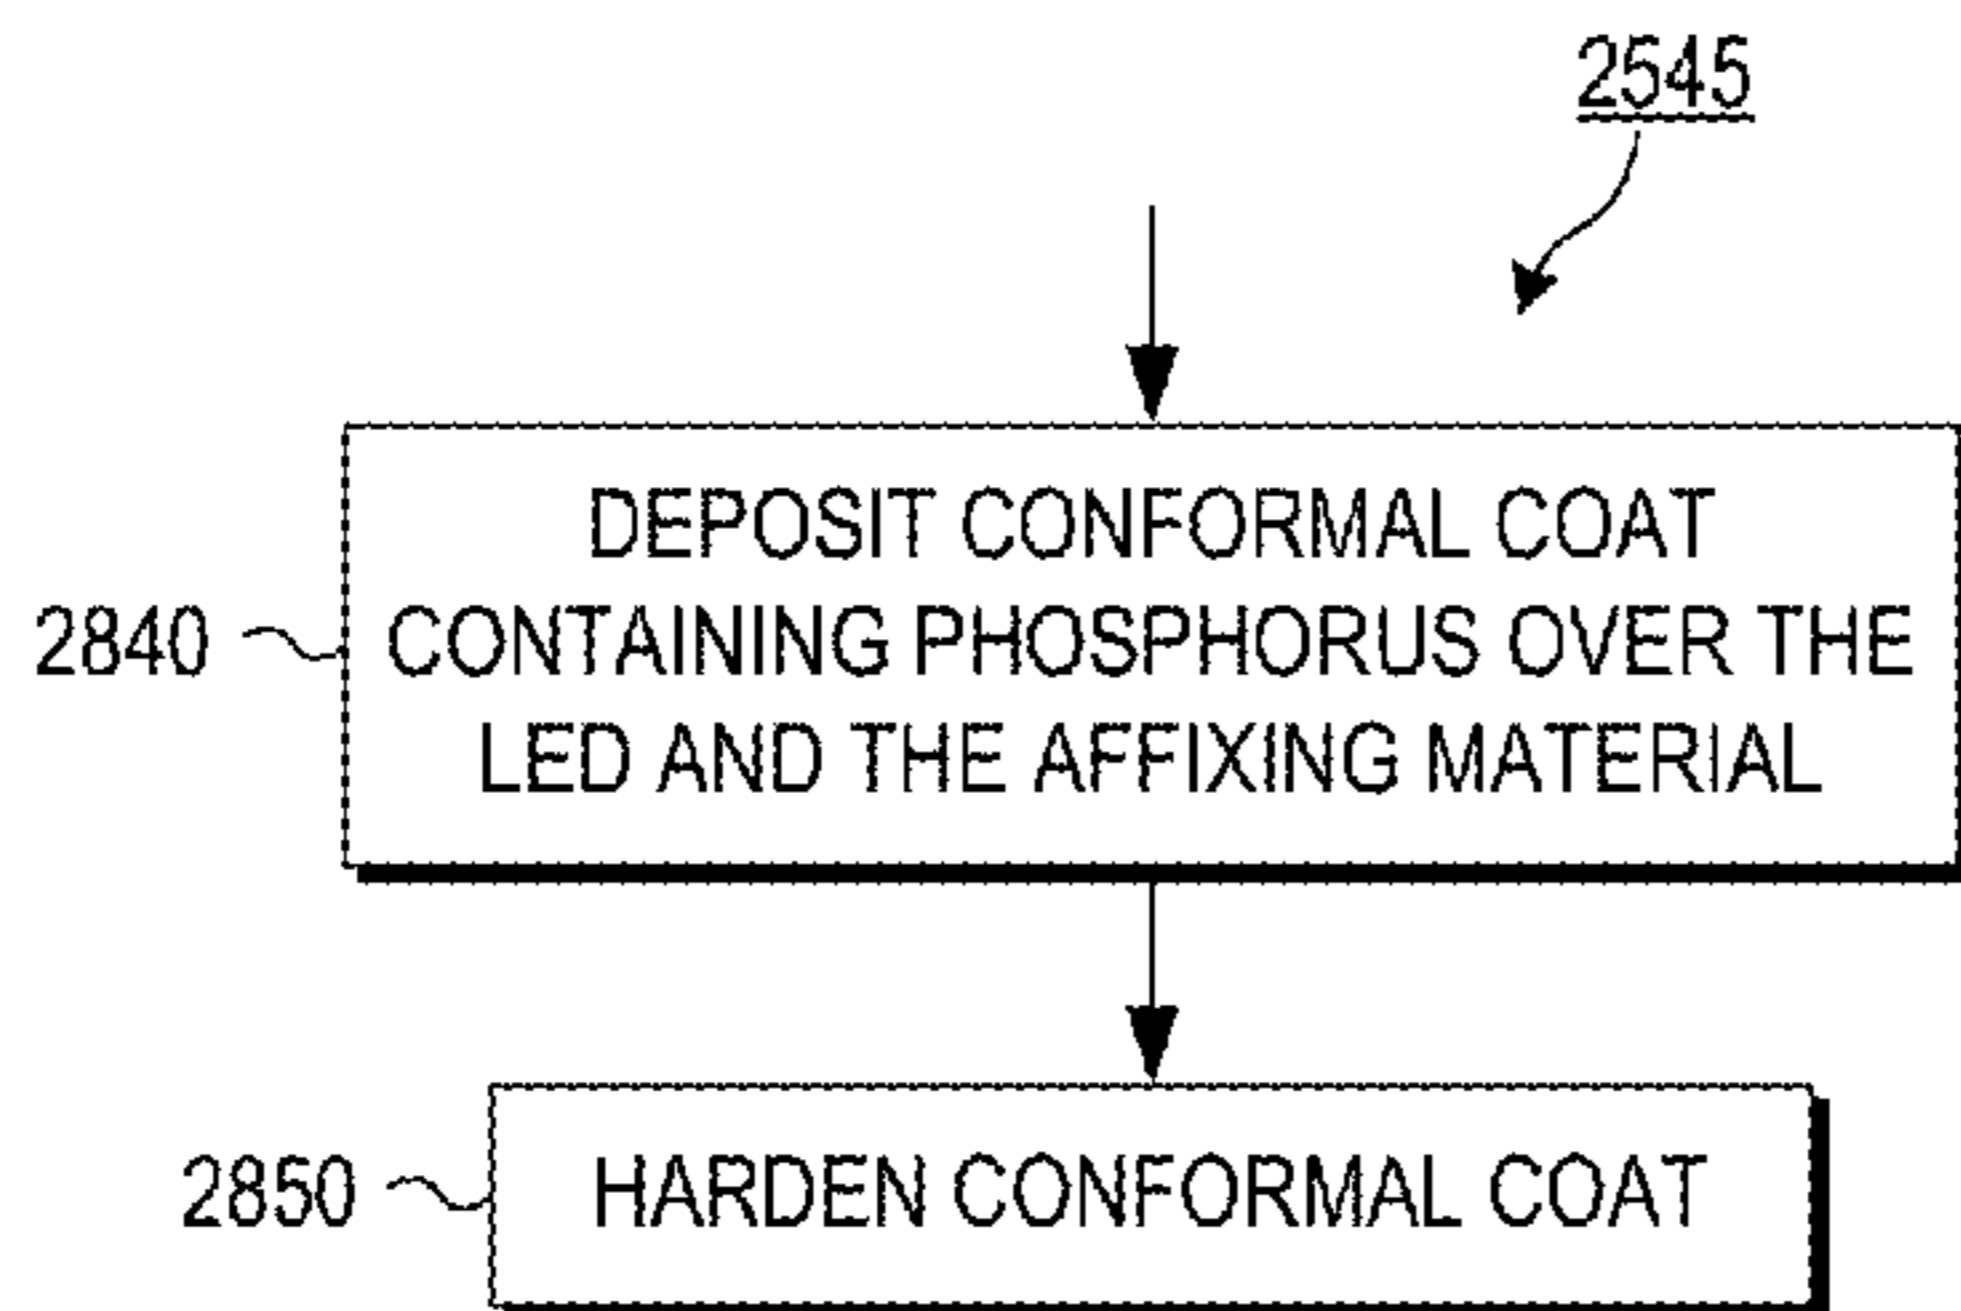 2545
DEPOSIT CONFORMAL COAT
2840 CONTAINING PHOSPHORUS OVER THE
LED AND THE AFFIXING MATERIAL
2850 HARDEN CONFORMAL COAT